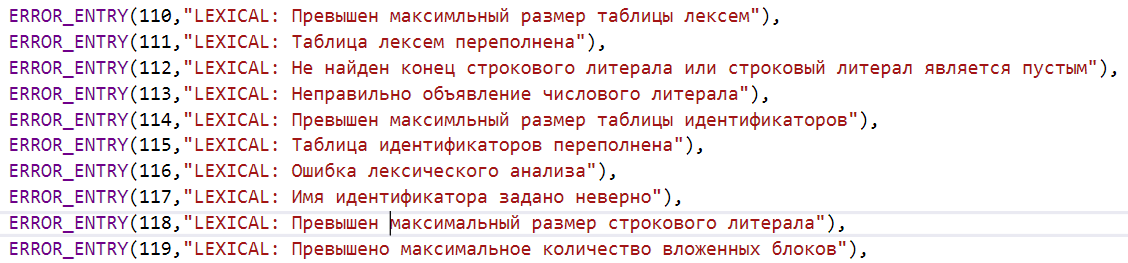 ERROR_ENTRY(110,"LEXICAL: Превышен максимльный размер таблицы лексем"),
ERROR_ENTRY(111,"LEXICAL: Таблица лексем переполнена"),
ERROR_ENTRY(112,"LEXICAL: Не найден конец строкового литерала или строковый литерал является пустым"),
ERROR_ENTRY(113,"LEXICAL: Неправильно объявление числового литерала"),
ERROR_ENTRY(114,"LEXICAL: Превышен максимльный размер таблицы идентификаторов"),
ERROR_ENTRY(115,"LEXICAL: Таблица идентификаторов переполнена"),
ERROR_ENTRY(116,"LEXICAL: Ошибка лексического анализа"),
ERROR_ENTRY(117,"LEXICAL: Имя идентификатора задано неверно"),
ERROR_ENTRY(118,"LEXICAL: Превышен максимальный размер строкового литерала"),
ERROR_ENTRY(119,"LEXICAL: Превышено максимальное количество вложенных блоков"),